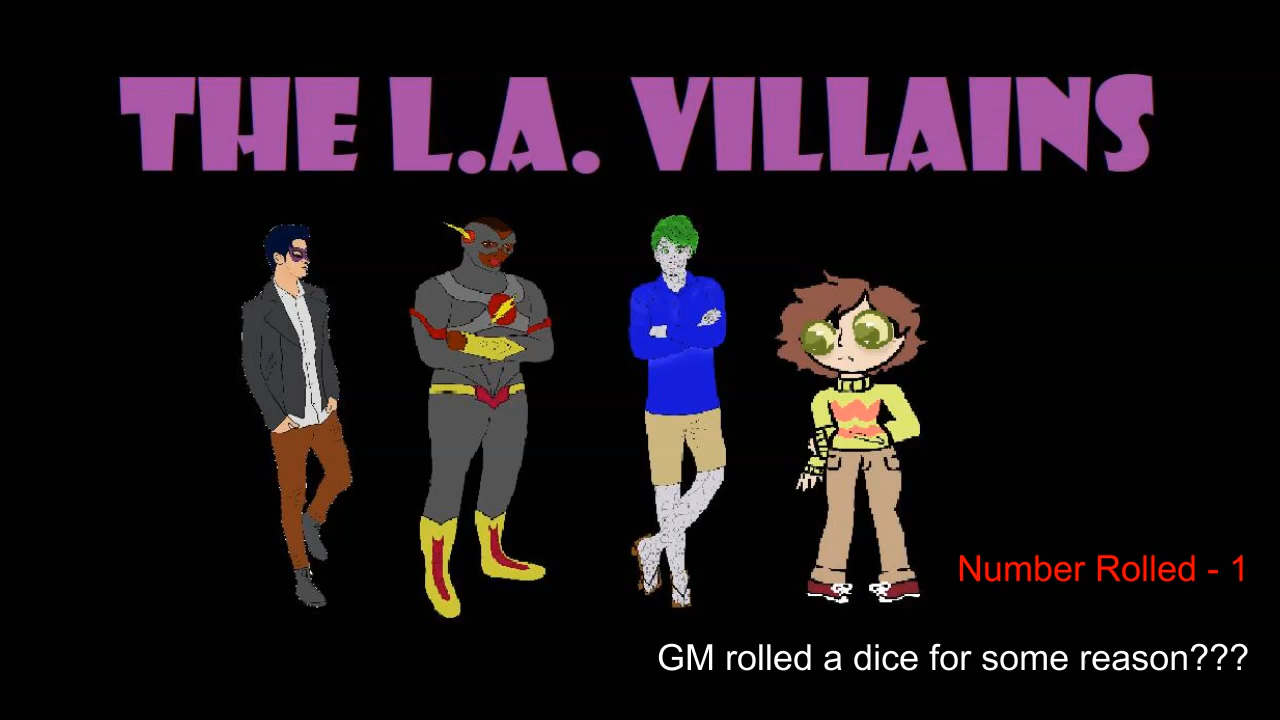 THE L.A. VILLAINS
Number Rolled - 1
GM rolled a dice for some reason???